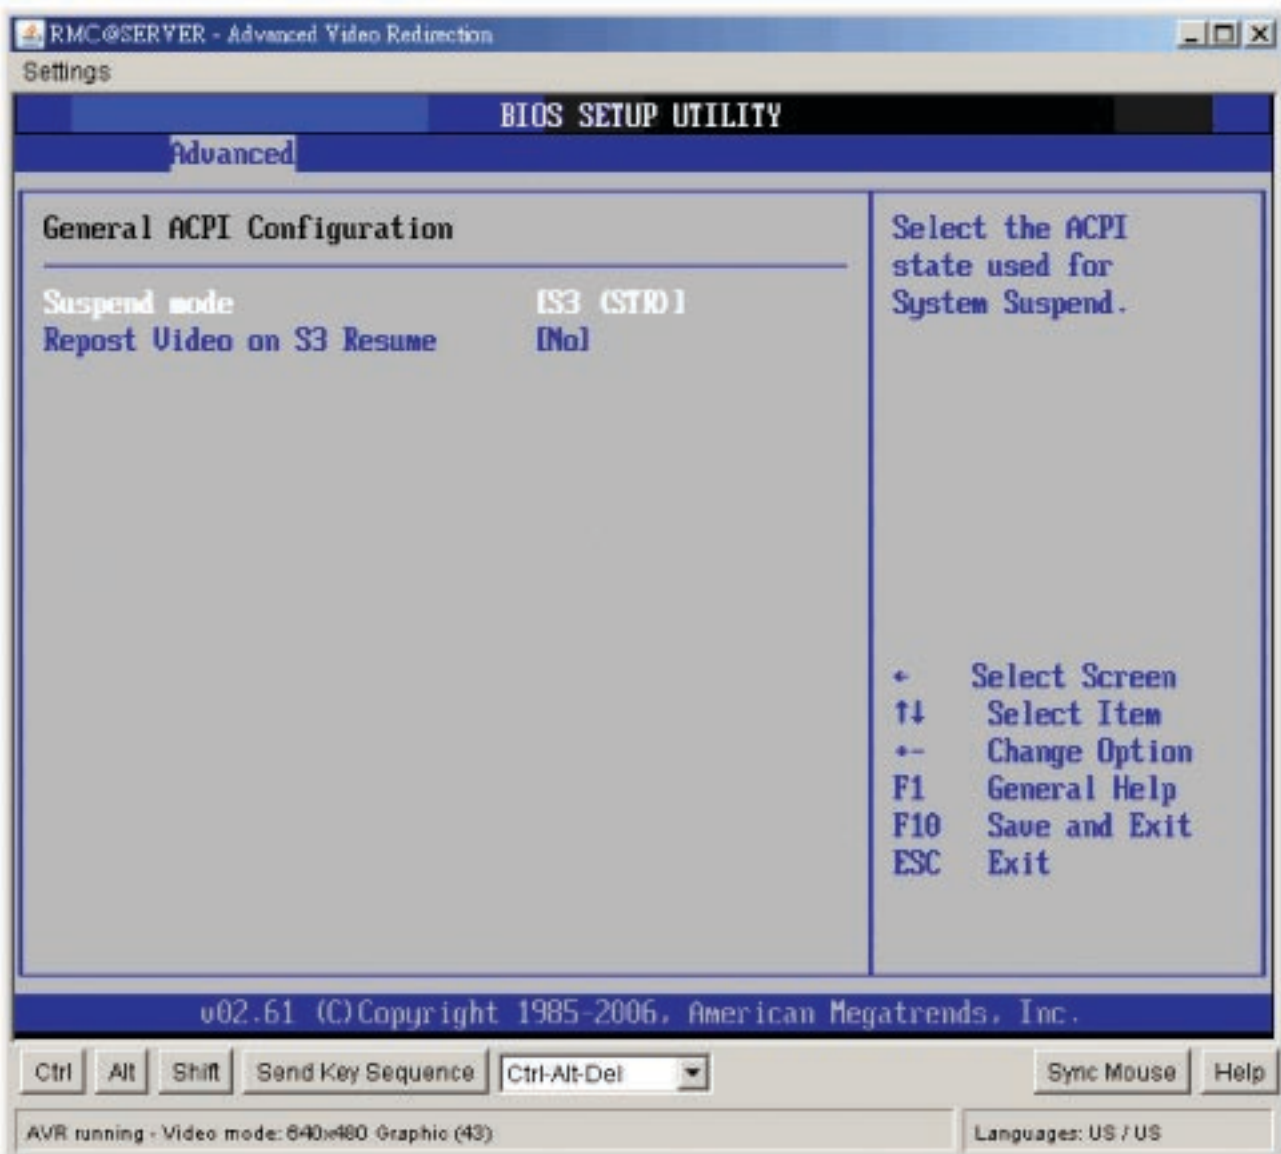 RMC@SERVER - Advanced Video Redirection
Settings
BIOS SETUP UTILITY
Advanced
General ACPI Configuration
Suspend mode [S3 (STR)]
Repost Video on S3 Resume [No]
Select the ACPI
state used for
System Suspend.
← Select Screen
↑↓ Select Item
+- Change Option
F1 General Help
F10 Save and Exit
ESC Exit
v02.61 (C)Copyright 1985-2006, American Megatrends, Inc.
Ctrl Alt Shift Send Key Sequence Ctrl-Alt-Del Sync Mouse Help
AVR running - Video mode: 640x480 Graphic (43) Languages: US / US